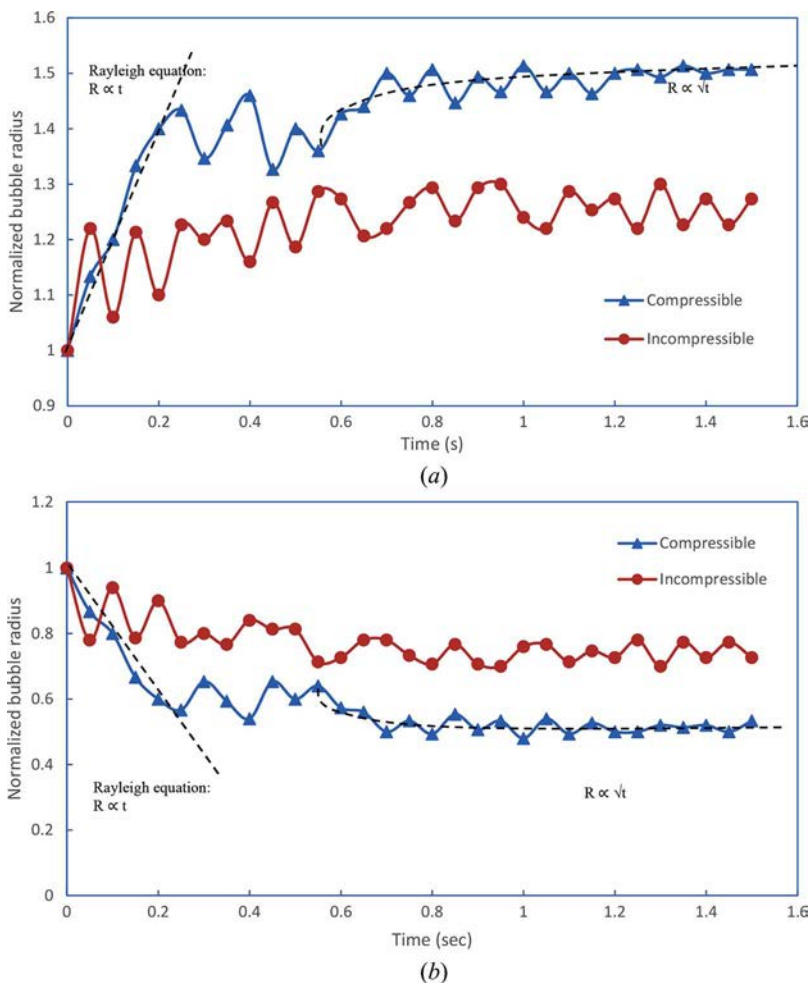 1.6
1.5
1.4
1.3
1.2
1.1
1
0.9
Normalized bubble radius
Rayleigh equation:
R ∝ t
R ∝ √t
Compressible
Incompressible
0 0.2 0.4 0.6 0.8 1 1.2 1.4 1.6
Time (s)
(a)
1.2
1
0.8
0.6
0.4
0.2
0
Normalized bubble radius
Compressible
Incompressible
Rayleigh equation:
R ∝ t
R ∝ √t
0 0.2 0.4 0.6 0.8 1 1.2 1.4 1.6
Time (sec)
(b)